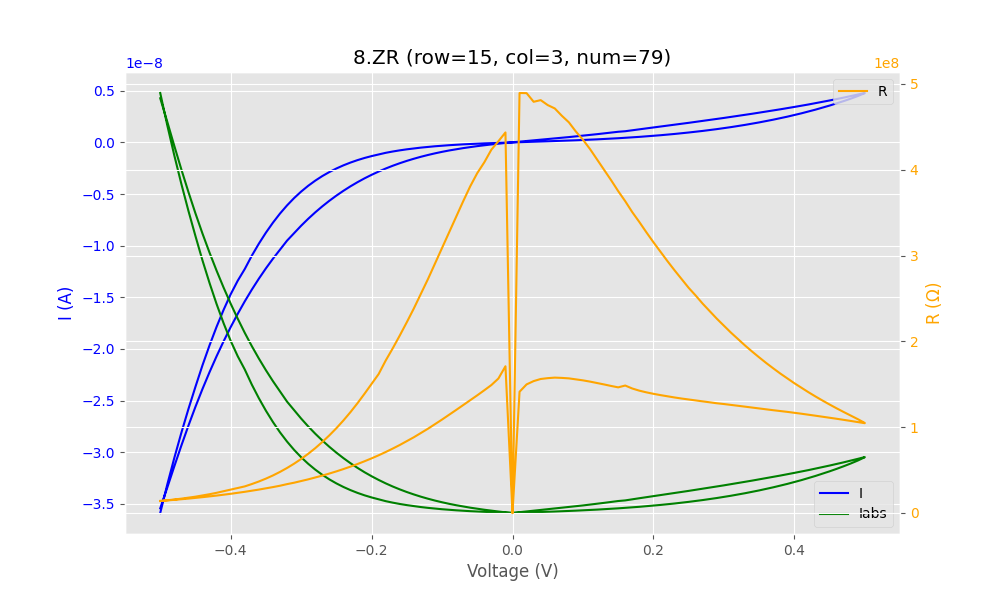 8.ZR (row=15, col=3, num=79)
1e−8
1e8
R
0.5
0.0
−0.5
−1.0
−1.5
−2.0
−2.5
−3.0
−3.5
I (A)
5
4
3
2
1
0
R (Ω)
I
Iabs
−0.4
−0.2
0.0
0.2
0.4
Voltage (V)